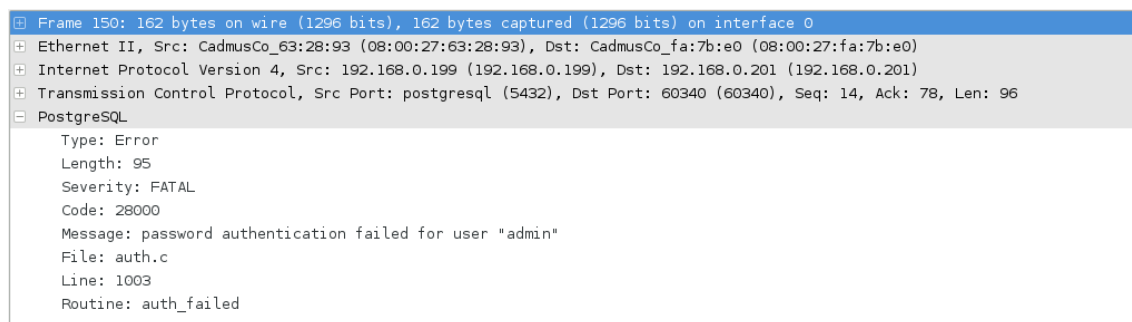 Frame 150: 162 bytes on wire (1296 bits), 162 bytes captured (1296 bits) on interface 0
Ethernet II, Src: CadmusCo_63:28:93 (08:00:27:63:28:93), Dst: CadmusCo_fa:7b:e0 (08:00:27:fa:7b:e0)
Internet Protocol Version 4, Src: 192.168.0.199 (192.168.0.199), Dst: 192.168.0.201 (192.168.0.201)
Transmission Control Protocol, Src Port: postgresql (5432), Dst Port: 60340 (60340), Seq: 14, Ack: 78, Len: 96
PostgreSQL
Type: Error
Length: 95
Severity: FATAL
Code: 28000
Message: password authentication failed for user "admin"
File: auth.c
Line: 1003
Routine: auth_failed